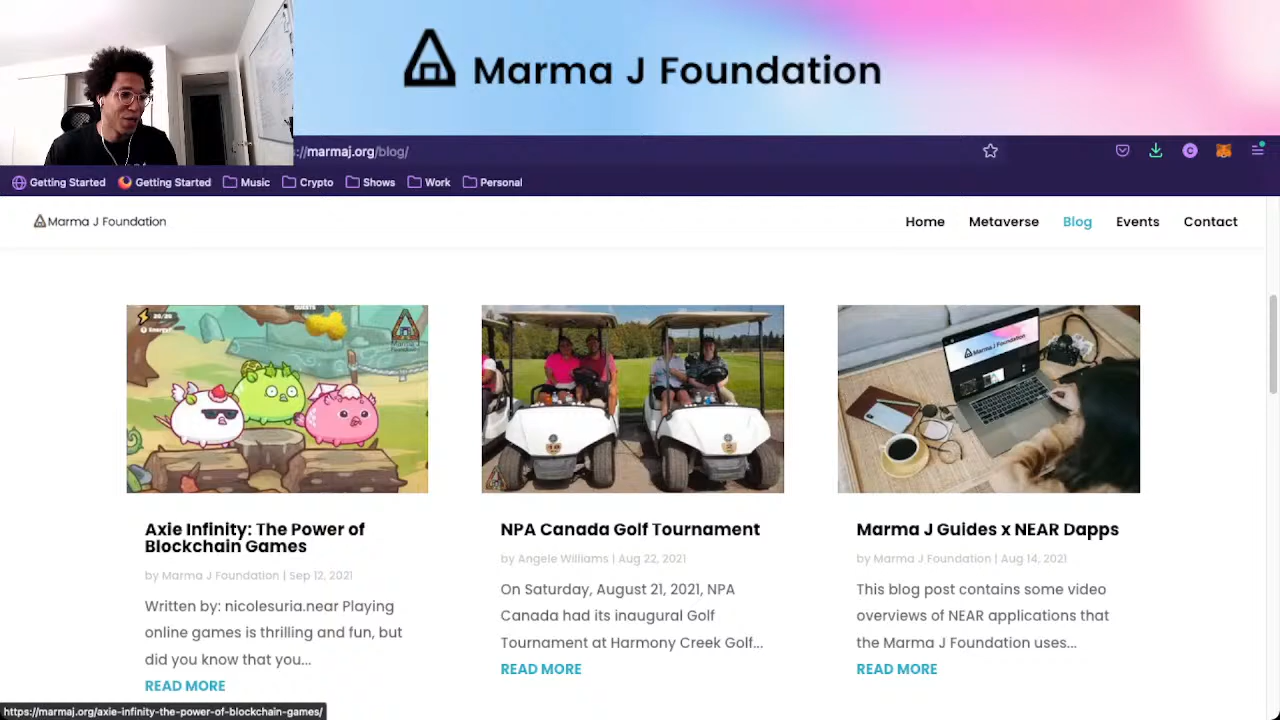 Marma J Foundation
://marmaj.org/blog/
Getting Started Getting Started Music Crypto Shows Work Personal
Marma J Foundation Home Metaverse Blog Events Contact
20/20
Marma J Foundation
Axie Infinity: The Power of
Blockchain Games
by Marma J Foundation | Sep 12, 2021
Written by: nicolesuria.near Playing
online games is thrilling and fun, but
did you know that you...
READ MORE
NPA Canada Golf Tournament
by Angele Williams | Aug 22, 2021
On Saturday, August 21, 2021, NPA
Canada had its inaugural Golf
Tournament at Harmony Creek Golf...
READ MORE
Marma J Guides x NEAR Dapps
by Marma J Foundation | Aug 14, 2021
This blog post contains some video
overviews of NEAR applications that
the Marma J Foundation uses...
READ MORE
https://marmaj.org/axie-infinity-the-power-of-blockchain-games/